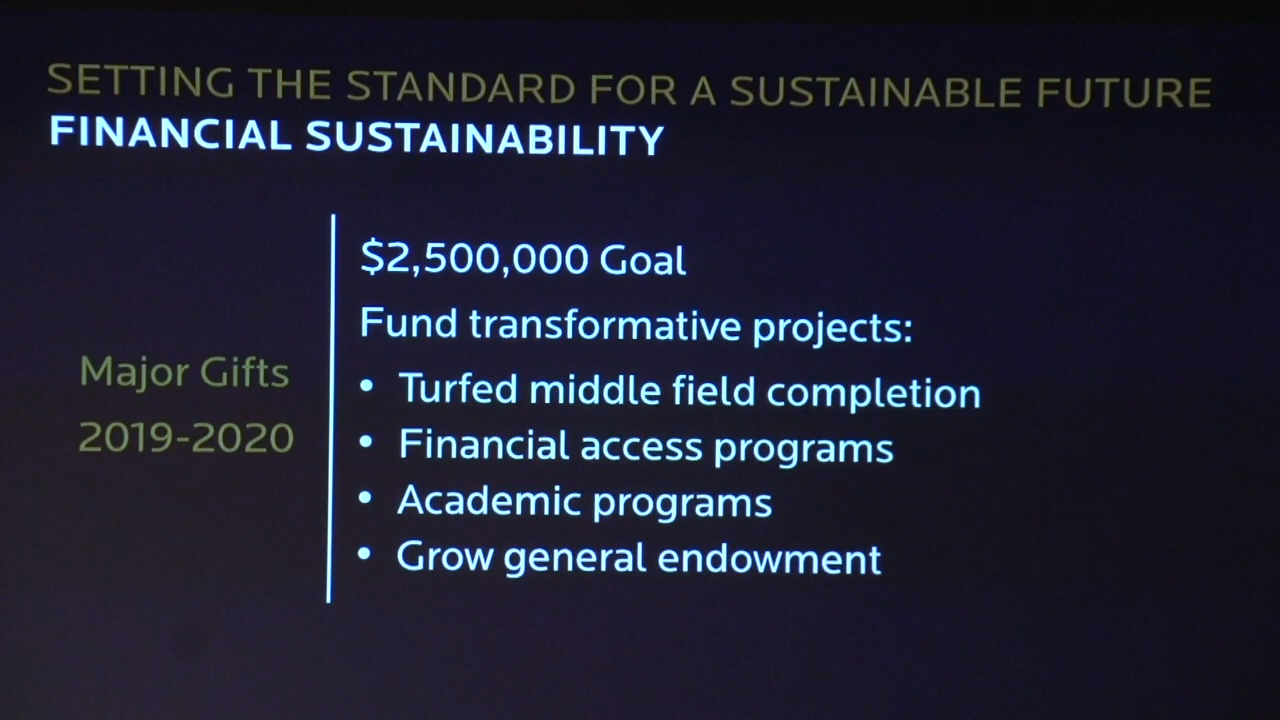 SETTING THE STANDARD FOR A SUSTAINABLE FUTURE
FINANCIAL SUSTAINABILITY
Major Gifts
2019-2020
$2,500,000 Goal
Fund transformative projects:
• Turfed middle field completion
• Financial access programs
• Academic programs
• Grow general endowment